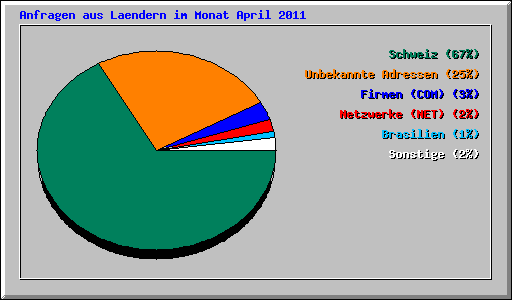 Anfragen aus Laendern im Monat April 2011
Schweiz (67%)
Unbekannte Adressen (25%)
Firmen (COM) (3%)
Netzwerke (NET) (2%)
Brasilien (1%)
Sonstige (2%)